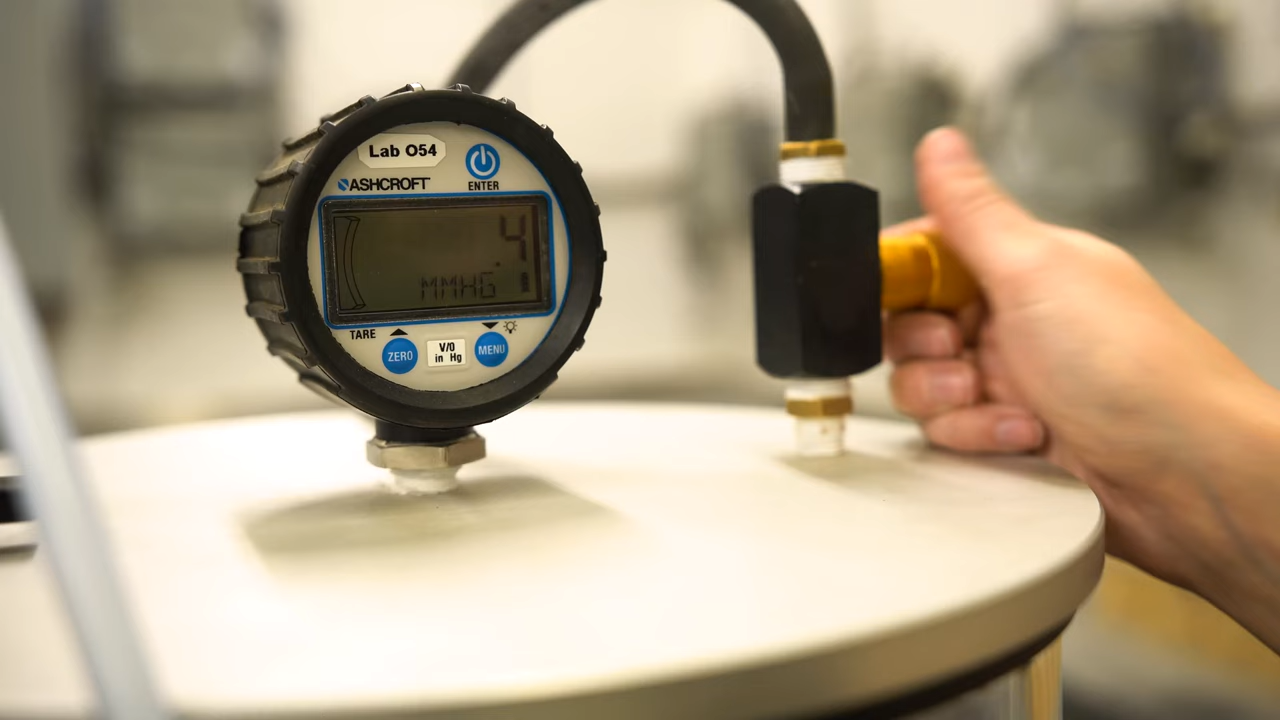 Lab O54
ASHCROFT
ENTER
.4
MMHG
TARE
ZERO
V/0
in Hg
MENU